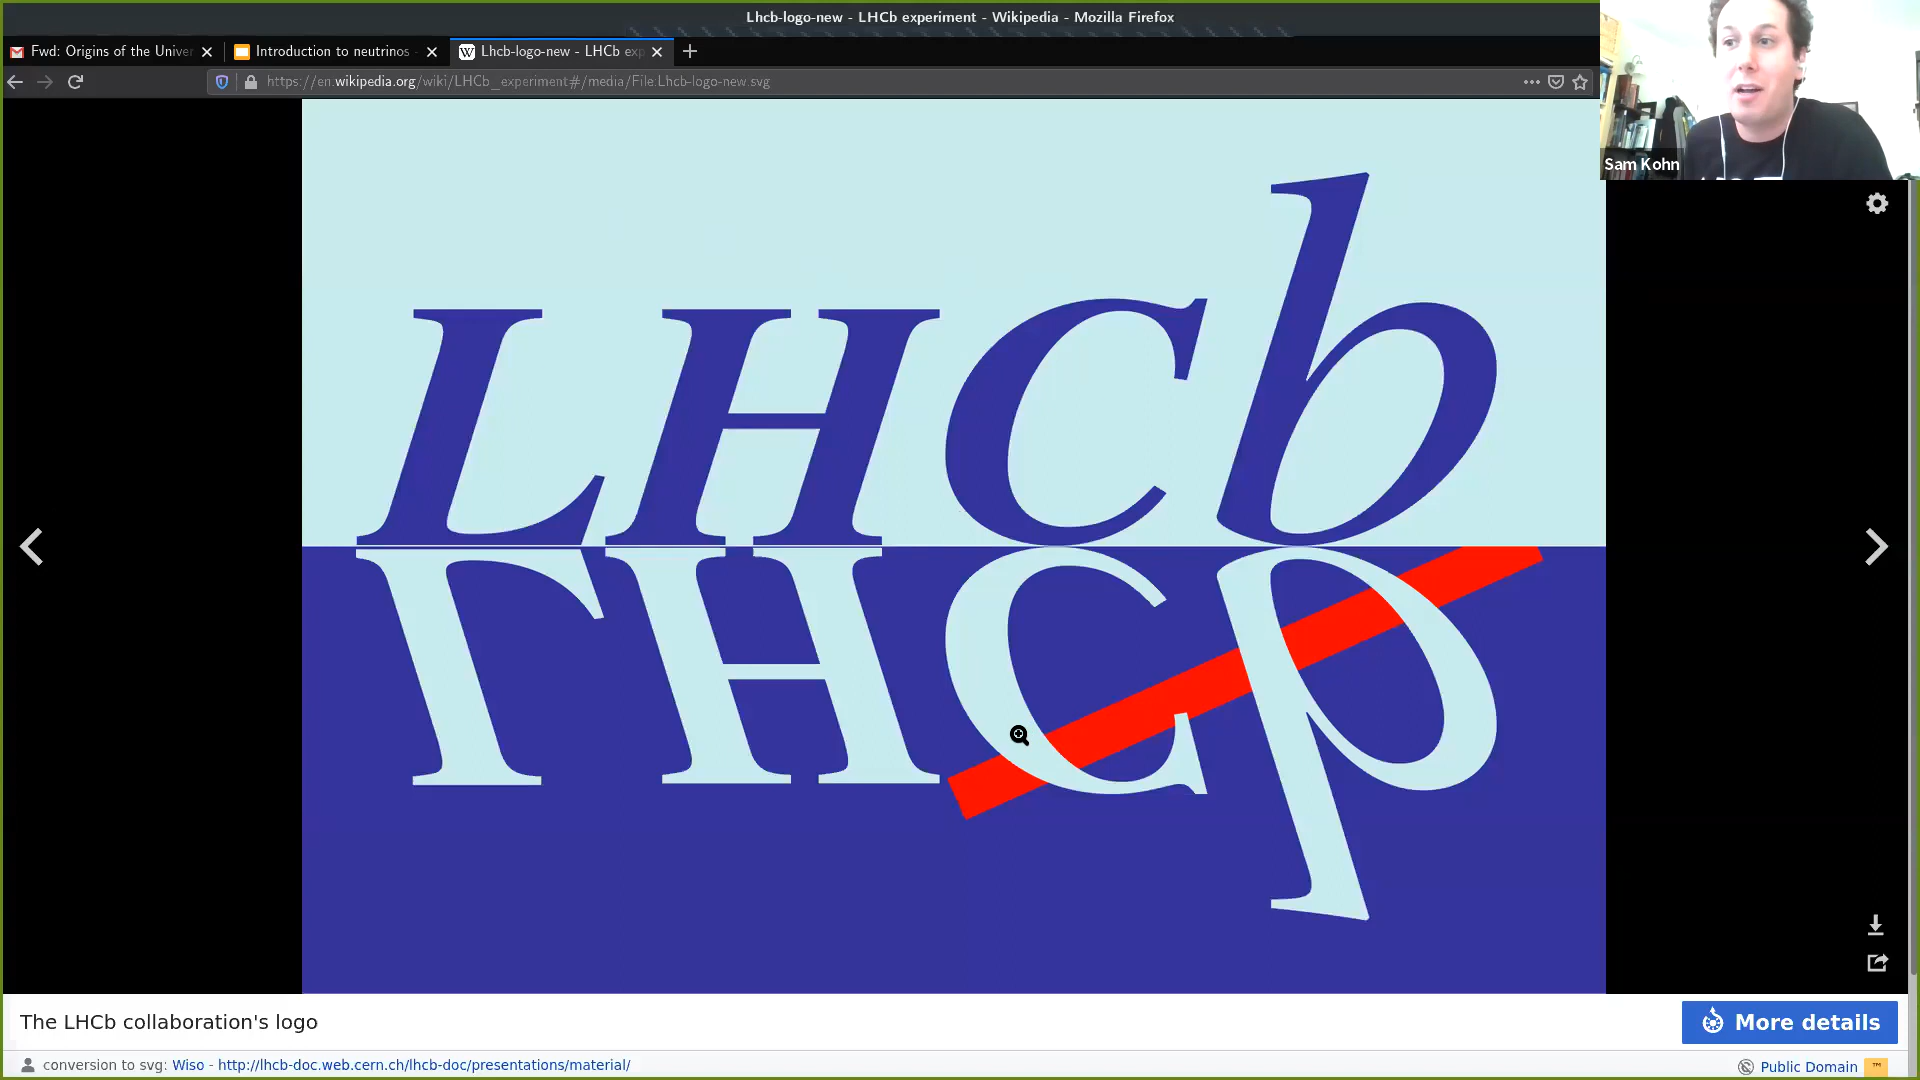 Lhcb-logo-new - LHCb experiment - Wikipedia - Mozilla Firefox
Fwd: Origins of the Univer
Introduction to neutrinos
Lhcb-logo-new - LHCb exp
https://en.wikipedia.org/wiki/LHCb_experiment#/media/File:Lhcb-logo-new.svg
Sam Kohn
LHCb
LHCb
The LHCb collaboration's logo
More details
conversion to svg: Wiso - http://lhcb-doc.web.cern.ch/lhcb-doc/presentations/material/
Public Domain